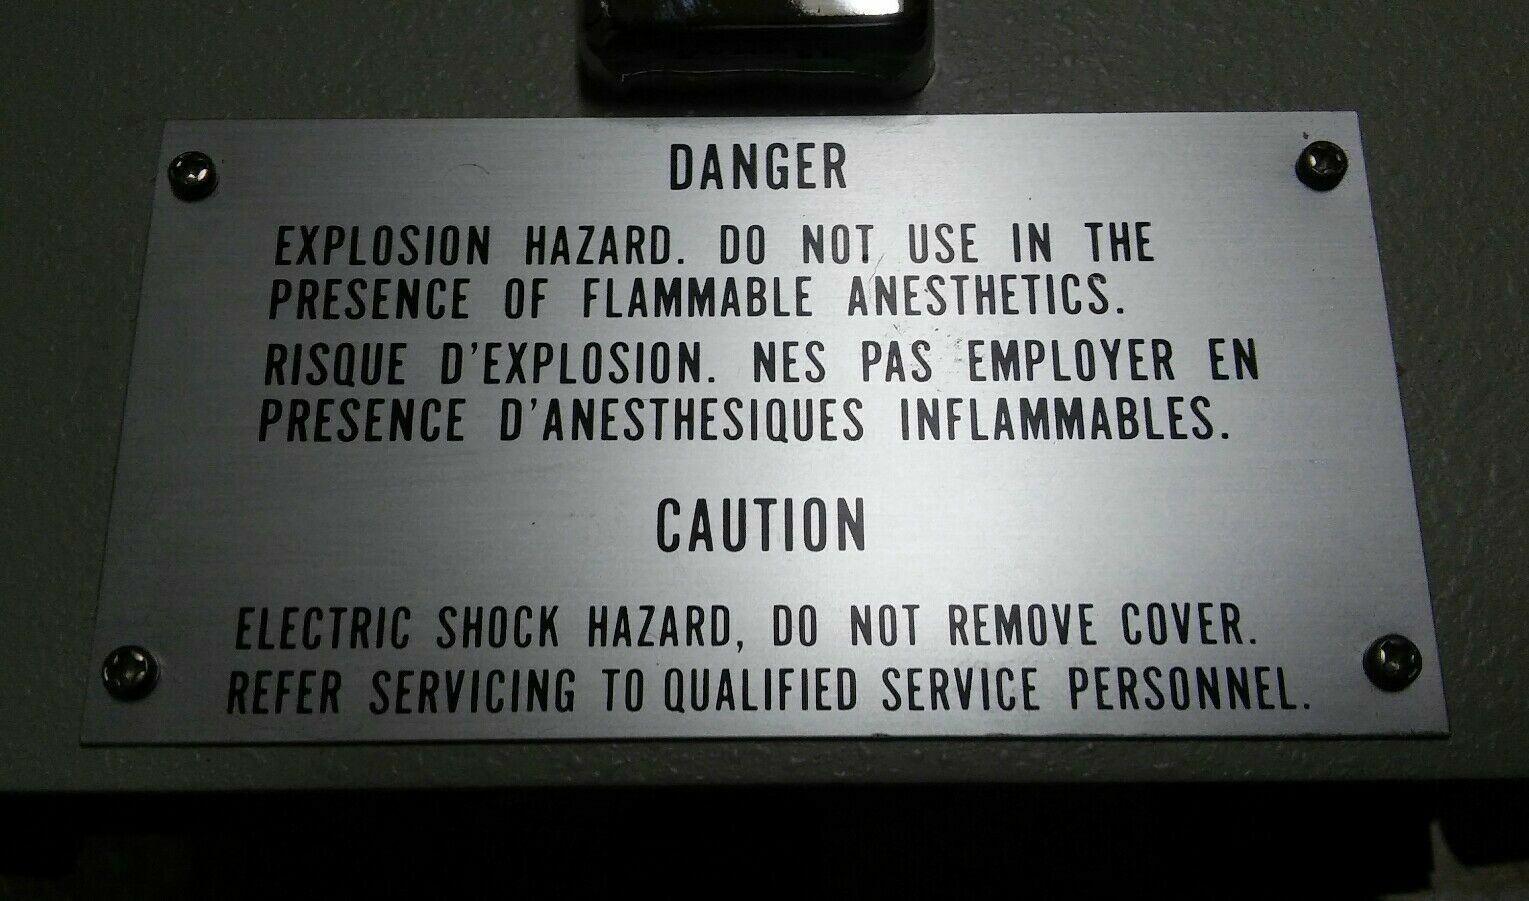 DANGER
EXPLOSION HAZARD. DO NOT USE IN THE
PRESENCE OF FLAMMABLE ANESTHETICS.
RISQUE D'EXPLOSION. NES PAS EMPLOYER EN
PRESENCE D'ANESTHESIQUES INFLAMMABLES.
CAUTION
ELECTRIC SHOCK HAZARD, DO NOT REMOVE COVER.
REFER SERVICING TO QUALIFIED SERVICE PERSONNEL.